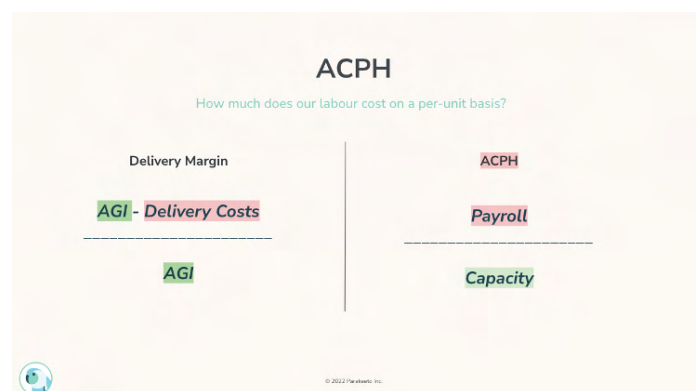 ACPH
How much does our labour cost on a per-unit basis?
Delivery Margin
AGI - Delivery Costs
AGI
ACPH
Payroll
Capacity
© 2022 Parakeeto Inc.